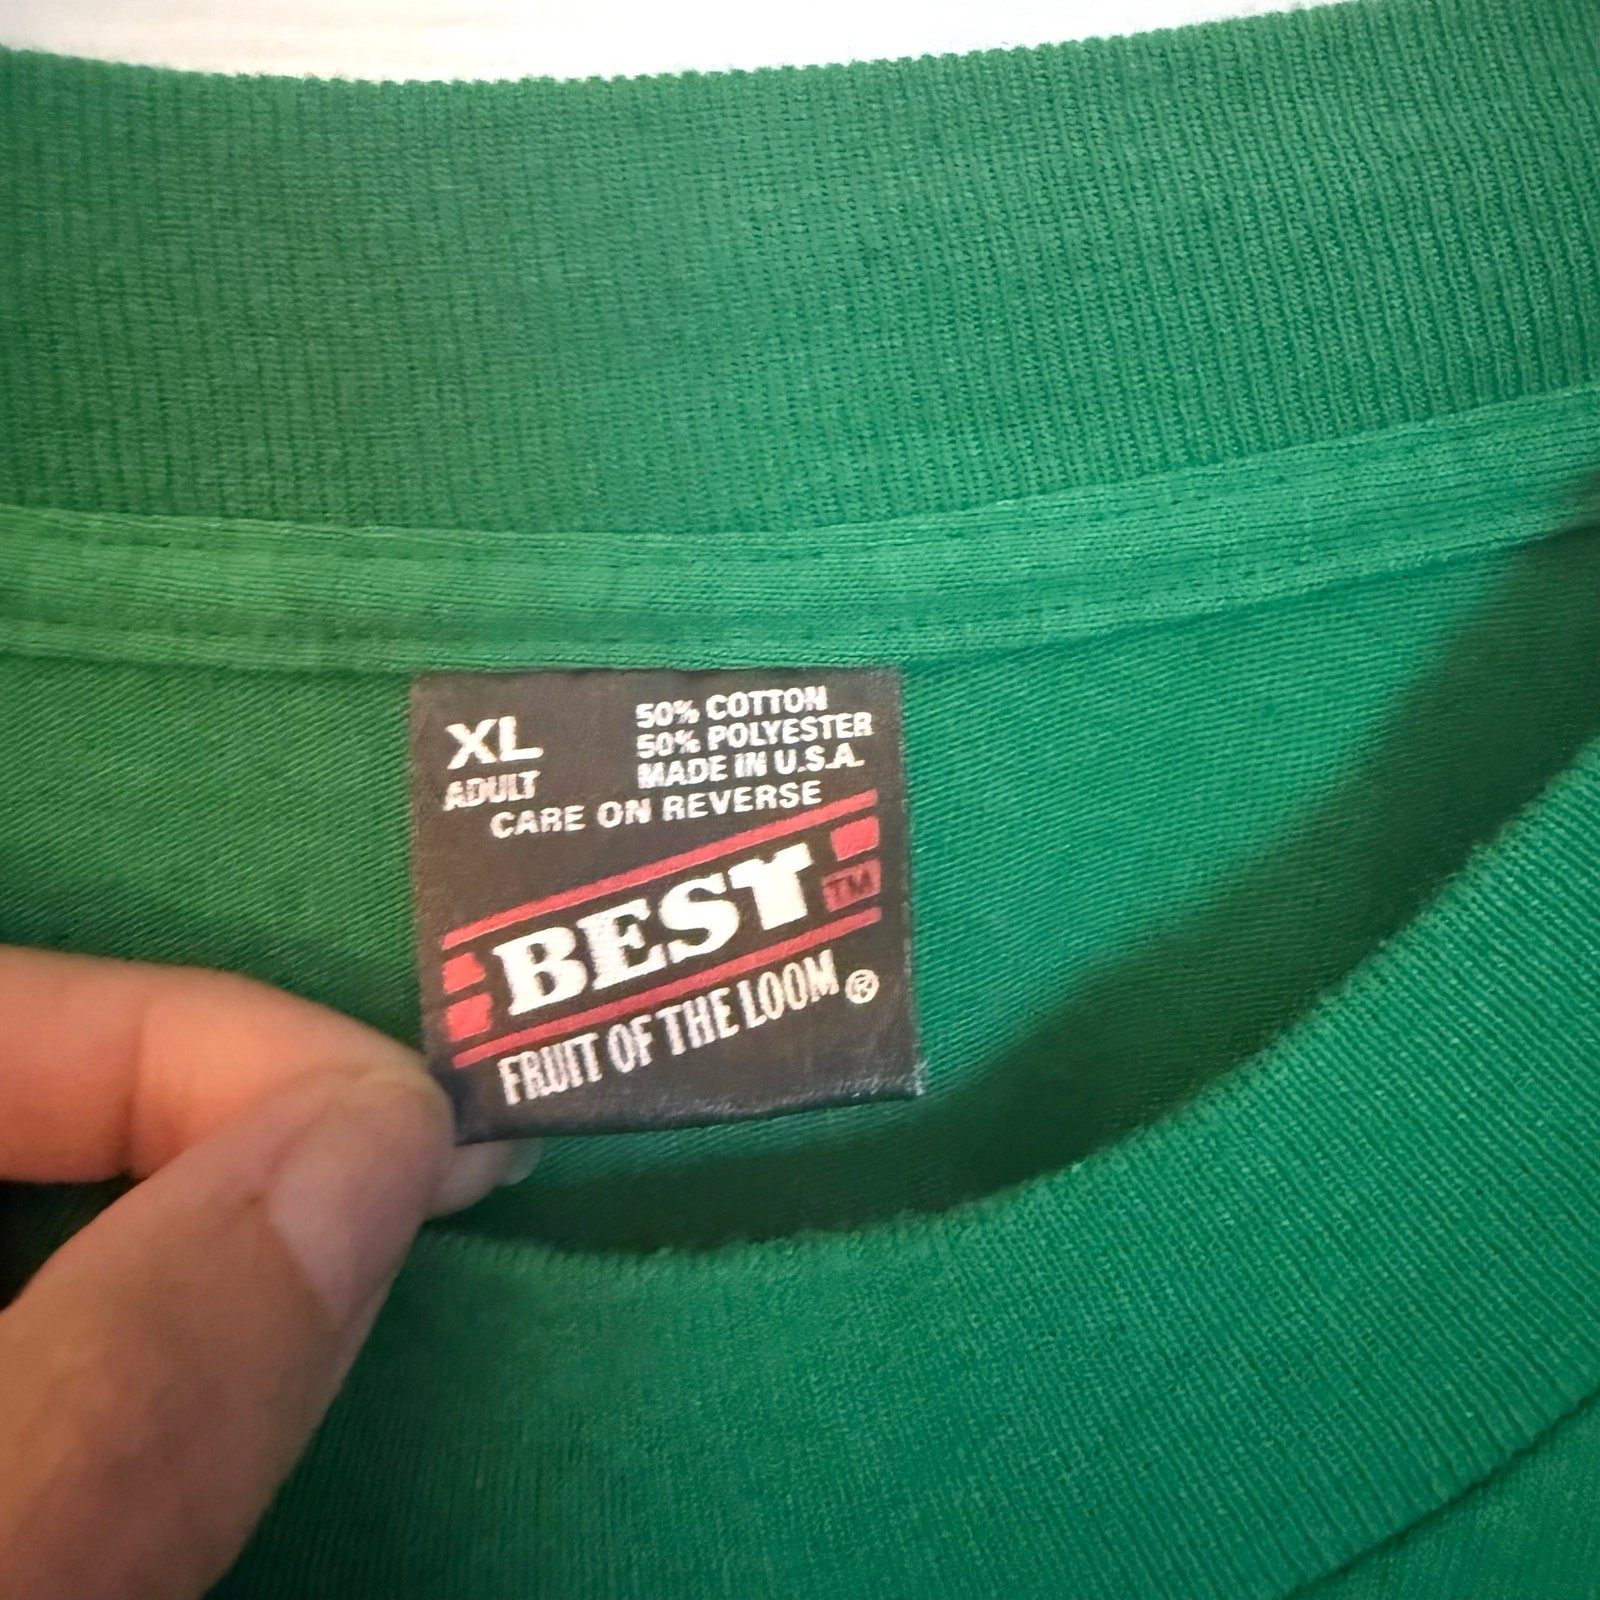 XL
ADULT
50% COTTON
50% POLYESTER
MADE IN U.S.A.
CARE ON REVERSE
BEST TM
FRUIT OF THE LOOM ®